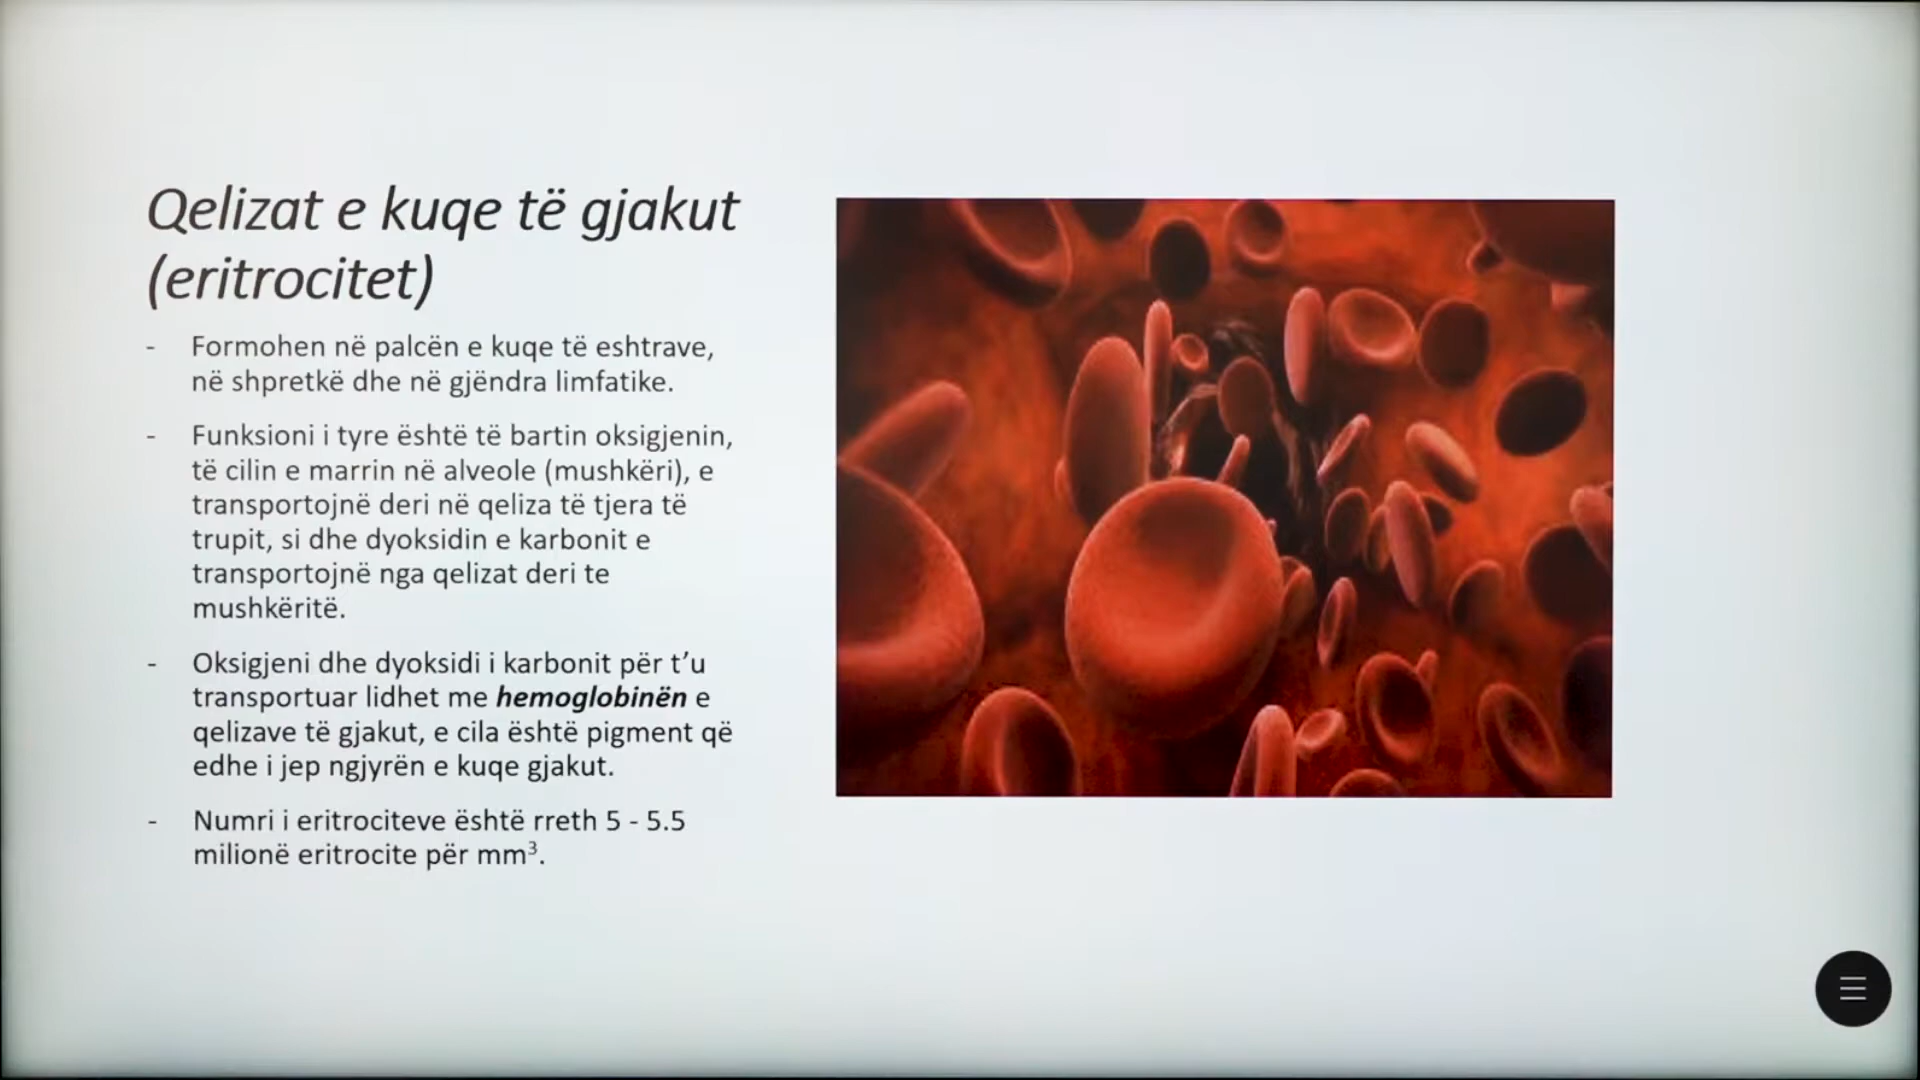 Qelizat e kuqe të gjakut
(eritrocitet)
- Formohen në palcën e kuqe të eshtrave,
në shpretkë dhe në gjëndra limfatike.
- Funksioni i tyre është të bartin oksigjenin,
të cilin e marrin në alveole (mushkëri), e
transportojnë deri në qeliza të tjera të
trupit, si dhe dyoksidin e karbonit e
transportojnë nga qelizat deri te
mushkëritë.
- Oksigjeni dhe dyoksidi i karbonit për t’u
transportuar lidhet me hemoglobinën e
qelizave të gjakut, e cila është pigment që
edhe i jep ngjyrën e kuqe gjakut.
- Numri i eritrociteve është rreth 5 - 5.5
milionë eritrocite për mm³.